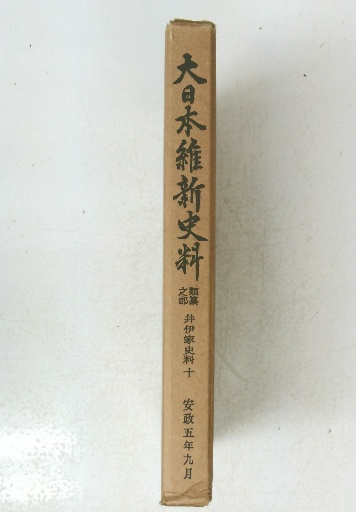 大日本維新史料
類纂
之部
井伊家史料 十
安政五年九月